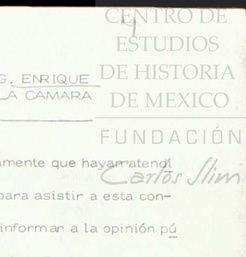 4
CENTRO DE
ESTUDIOS
DE HISTORIA
DE MEXICO
FUNDACIÓN
Carlos Slim
G. ENRIQUE
LA CAMARA
amente que hayan atendi
para asistir a esta con-
informar a la opinión pú